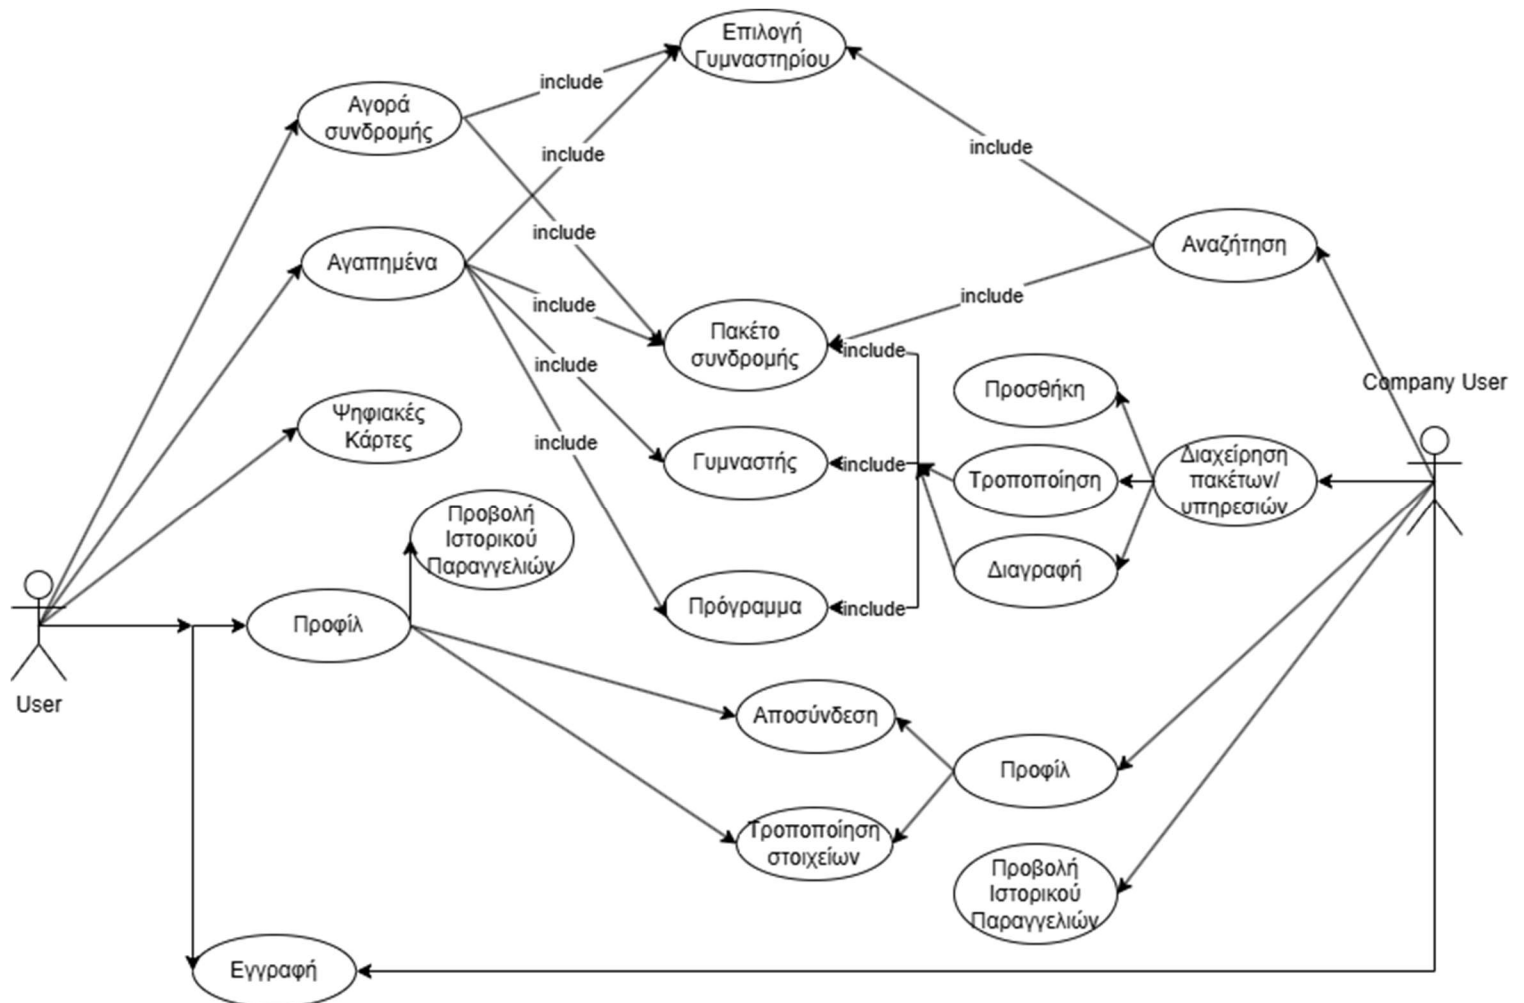 Επιλογή
Γυμναστηρίου
include
Αγορά
συνδρομής
include
include
include
Αναζήτηση
Αγαπημένα
include
include
include
Πακέτο
συνδρομής
include
include
Προσθήκη
Company User
Ψηφιακές
Κάρτες
include
Γυμναστής
include
Τροποποίηση
Διαχείρηση
πακέτων/
υπηρεσιών
Προβολή
Ιστορικού
Παραγγελιών
Διαγραφή
Πρόγραμμα
include
Προφίλ
User
Αποσύνδεση
Προφίλ
Τροποποίηση
στοιχείων
Προβολή
Ιστορικού
Παραγγελιών
Εγγραφή